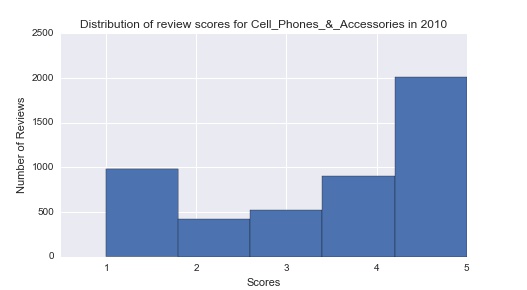 Distribution of review scores for Cell_Phones_&_Accessories in 2010
2500
2000
1500
1000
500
0
Number of Reviews
1 2 3 4 5
Scores